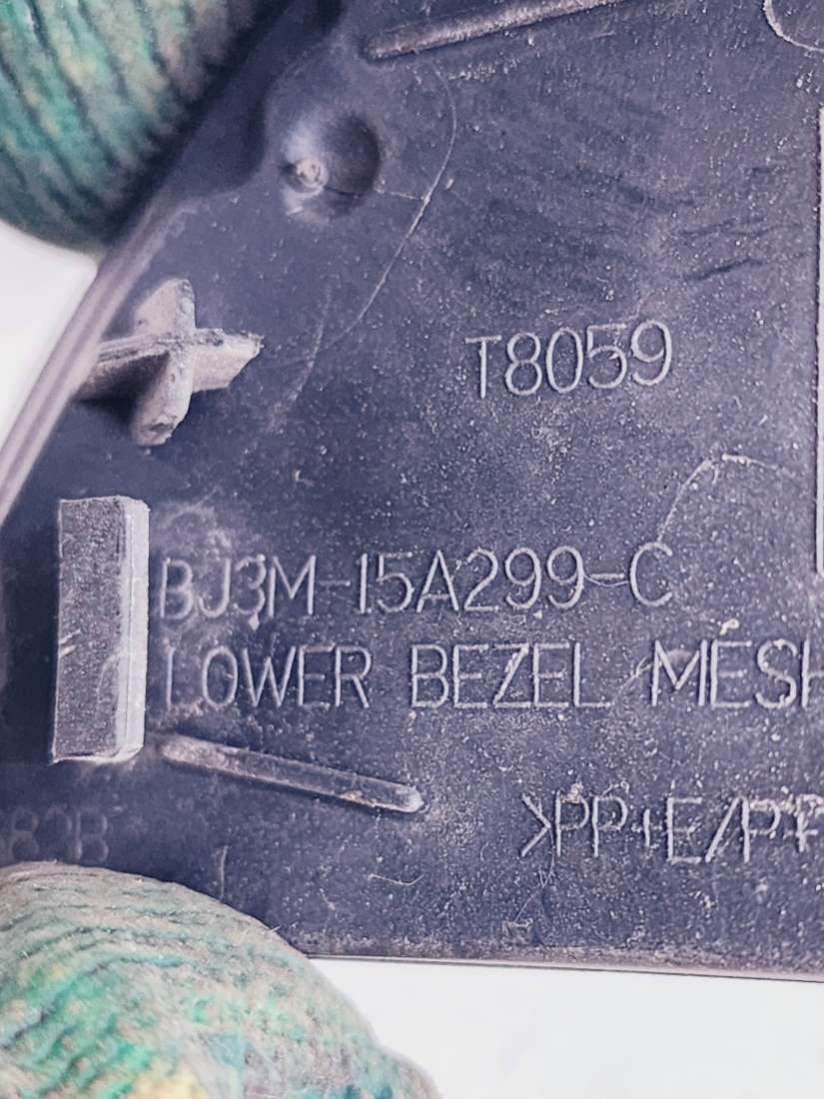 T8059
BJ3M-15A299-C
LOWER BEZEL MESH
>PP+E/P+